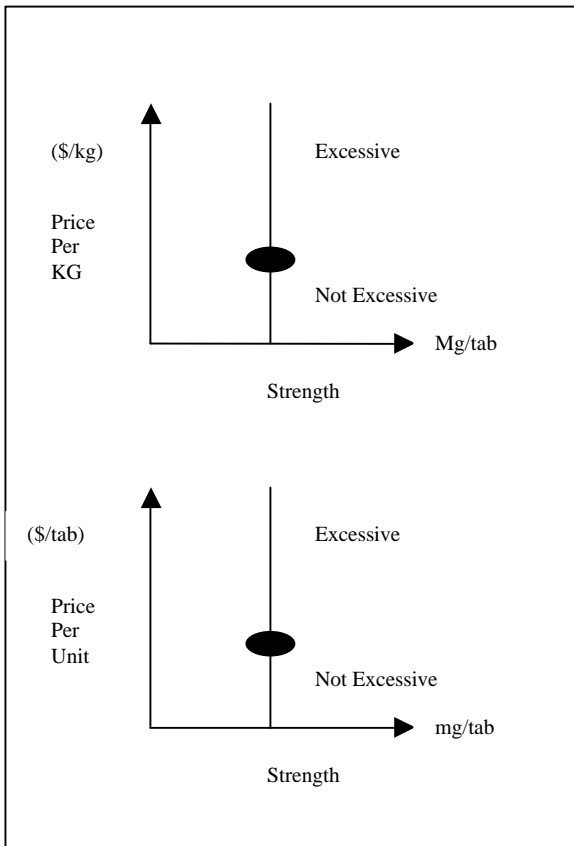 ($/kg)
Excessive
Price
Per
KG
Not Excessive
Mg/tab
Strength
($/tab)
Excessive
Price
Per
Unit
Not Excessive
mg/tab
Strength